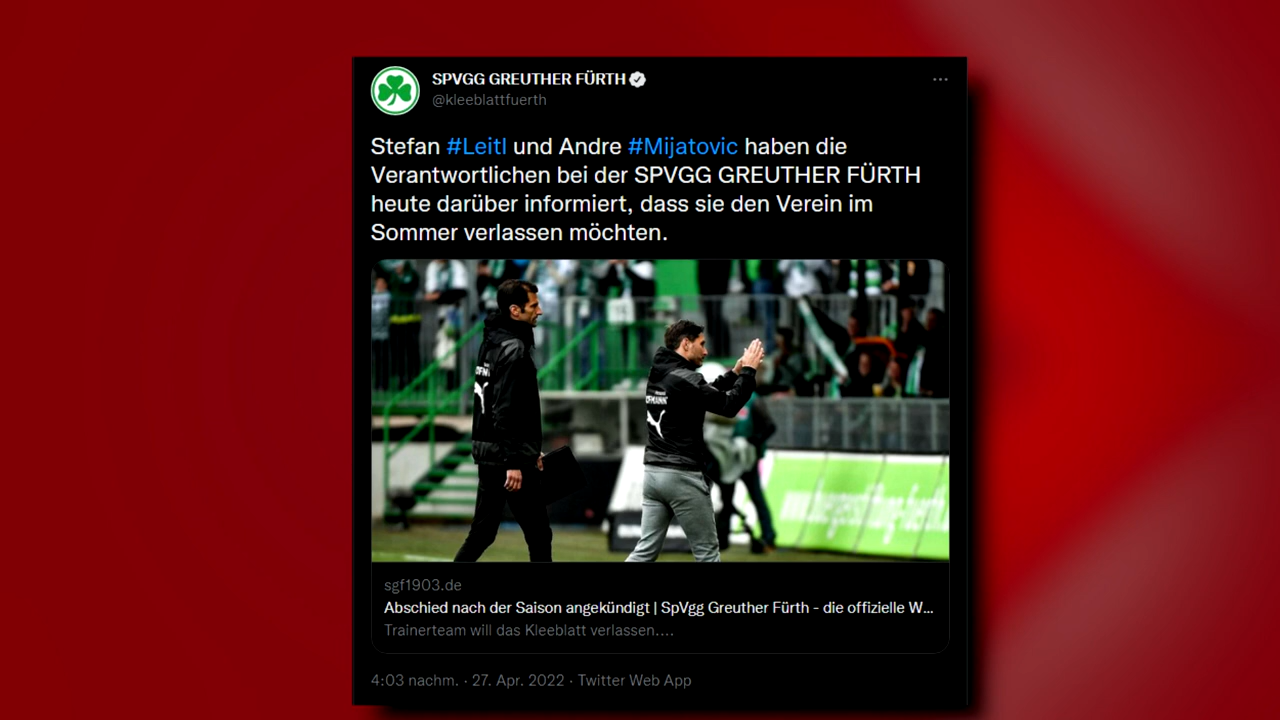 SPVGG GREUTHER FÜRTH
@kleeblattfuerth
Stefan #Leitl und Andre #Mijatovic haben die
Verantwortlichen bei der SPVGG GREUTHER FÜRTH
heute darüber informiert, dass sie den Verein im
Sommer verlassen möchten.
sgf1903.de
Abschied nach der Saison angekündigt | SpVgg Greuther Fürth - die offizielle W...
Trainerteam will das Kleeblatt verlassen....
4:03 nachm. · 27. Apr. 2022 · Twitter Web App